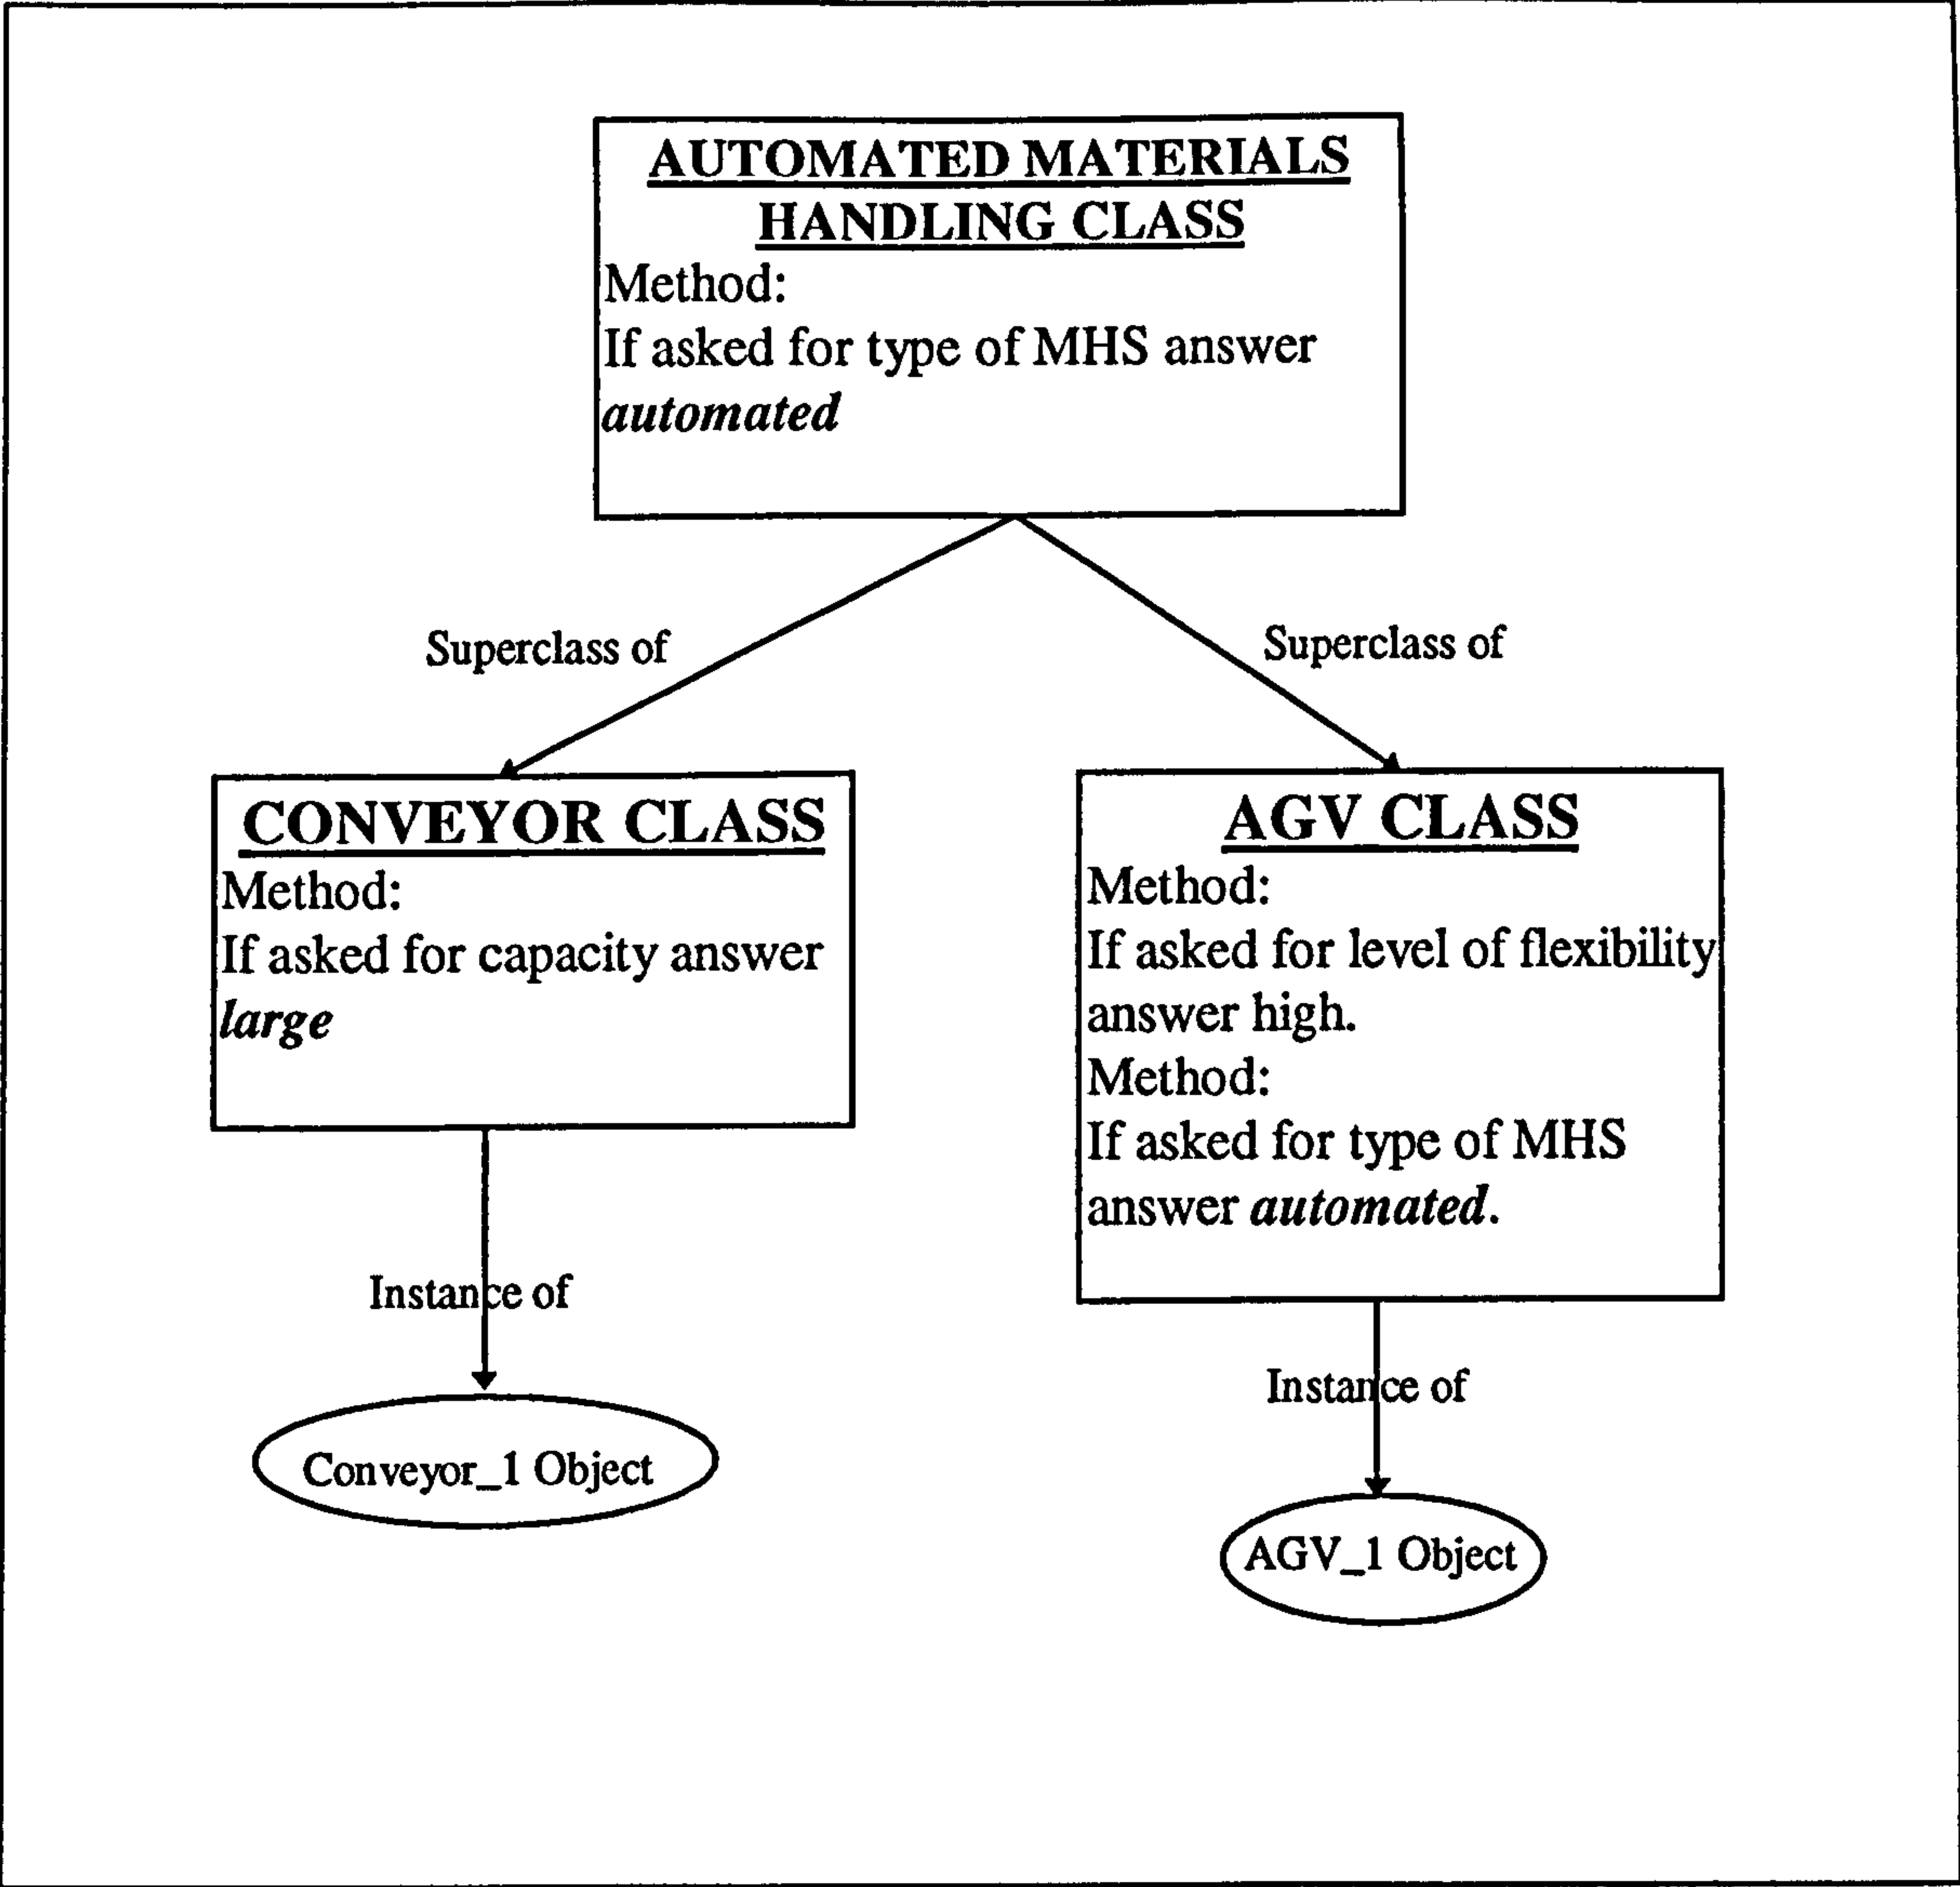 AUTOMATED MATERIALS
HANDLING CLASS
Method:
If asked for type of MHS answer
automated
Superclass of
Superclass of
CONVEYOR CLASS
Method:
If asked for capacity answer
large
AGV CLASS
Method:
If asked for level of flexibility
answer high.
Method:
If asked for type of MHS
answer automated.
Instance of
Instance of
Conveyor_1 Object
AGV_1 Object